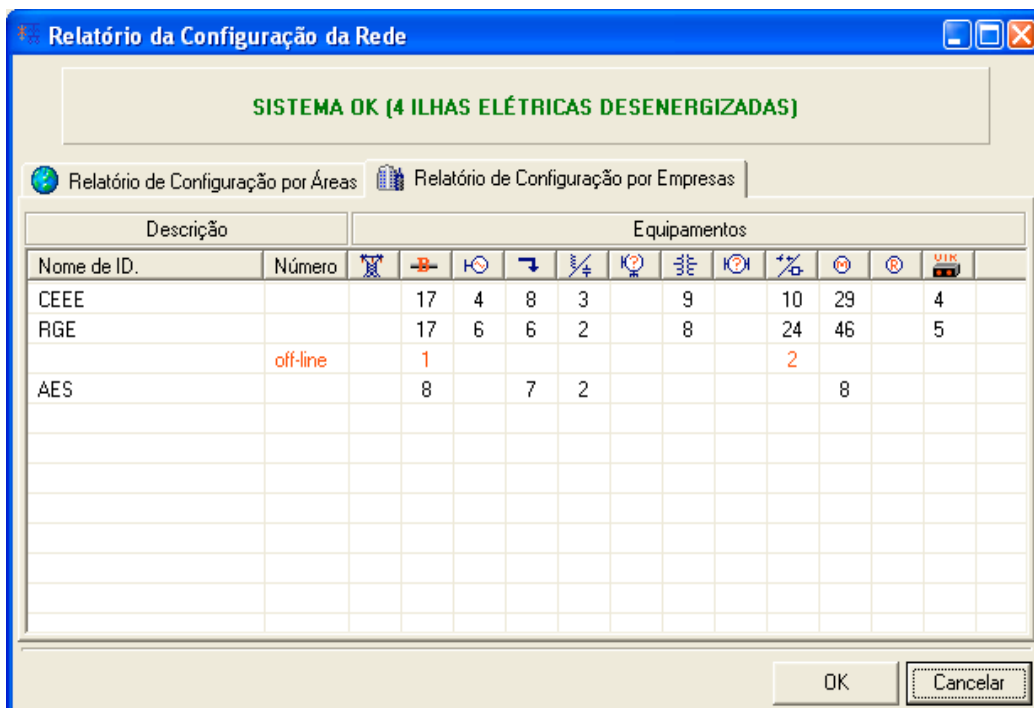 Relatório da Configuração da Rede
SISTEMA OK (4 ILHAS ELÉTRICAS DESENERGIZADAS)
Relatório de Configuração por Áreas Relatório de Configuração por Empresas
Descrição Equipamentos
Nome de ID. Número B M R UTR
CEEE 17 4 8 3 9 10 29 4
RGE 17 6 6 2 8 24 46 5
off-line 1 2
AES 8 7 2 8
OK Cancelar